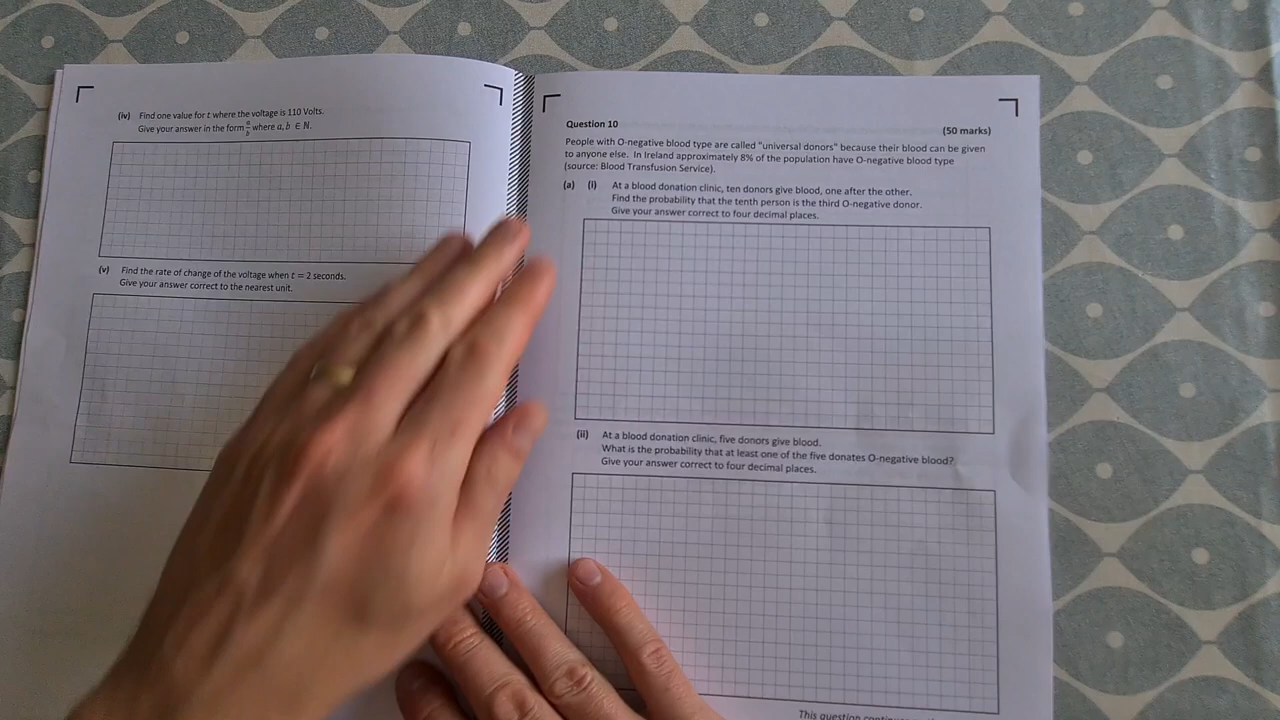 (iv) Find one value for t where the voltage is 110 Volts.
Give your answer in the form a/b where a, b ∈ N.
(v) Find the rate of change of the voltage when t = 2 seconds.
Give your answer correct to the nearest unit.
Question 10 (50 marks)
People with O-negative blood type are called "universal donors" because their blood can be given
to anyone else. In Ireland approximately 8% of the population have O-negative blood type
(source: Blood Transfusion Service).
(a) (i) At a blood donation clinic, ten donors give blood, one after the other.
Find the probability that the tenth person is the third O-negative donor.
Give your answer correct to four decimal places.
(ii) At a blood donation clinic, five donors give blood.
What is the probability that at least one of the five donates O-negative blood?
Give your answer correct to four decimal places.
This question